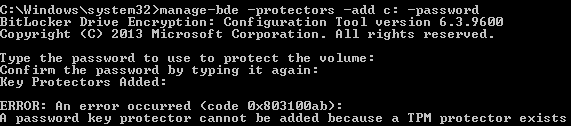 C:\Windows\system32>manage-bde -protectors -add c: -password
BitLocker Drive Encryption: Configuration Tool version 6.3.9600
Copyright (C) 2013 Microsoft Corporation. All rights reserved.
Type the password to use to protect the volume:
Confirm the password by typing it again:
Key Protectors Added:
ERROR: An error occurred (code 0x803100ab):
A password key protector cannot be added because a TPM protector exists